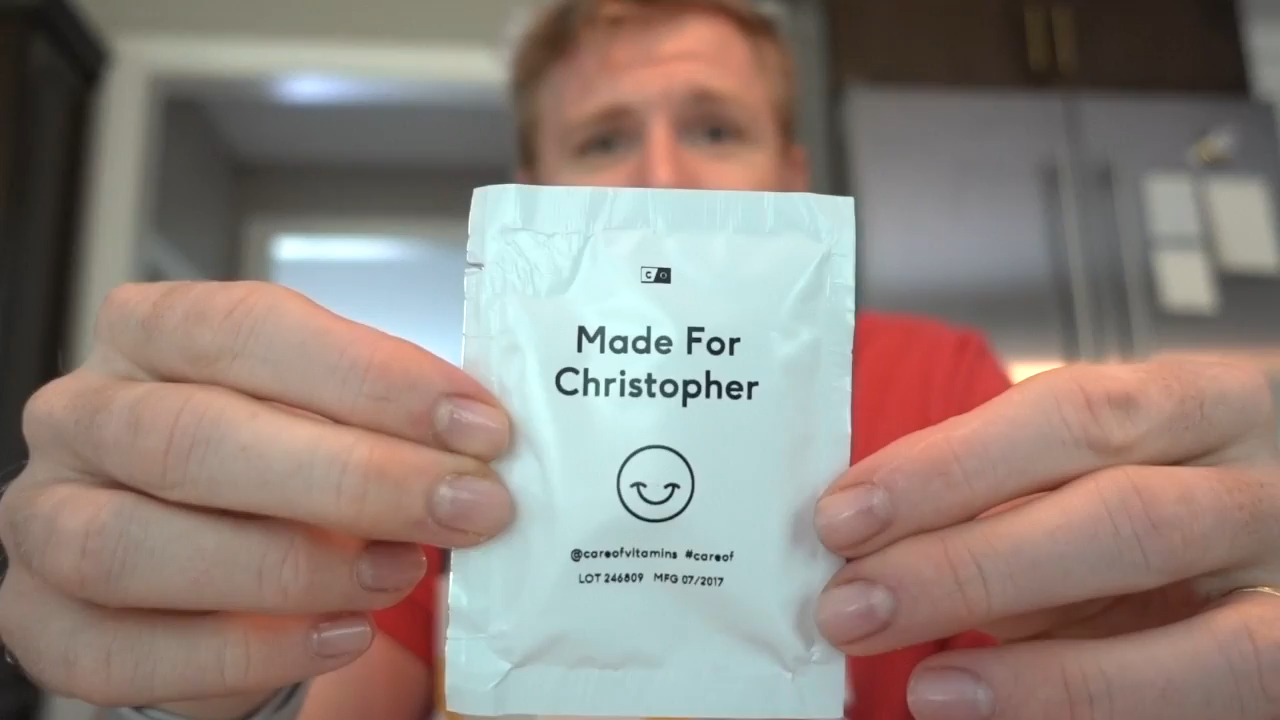 C O
Made For
Christopher
@careofvitamins #careof
LOT 246809 MFG 07/2017